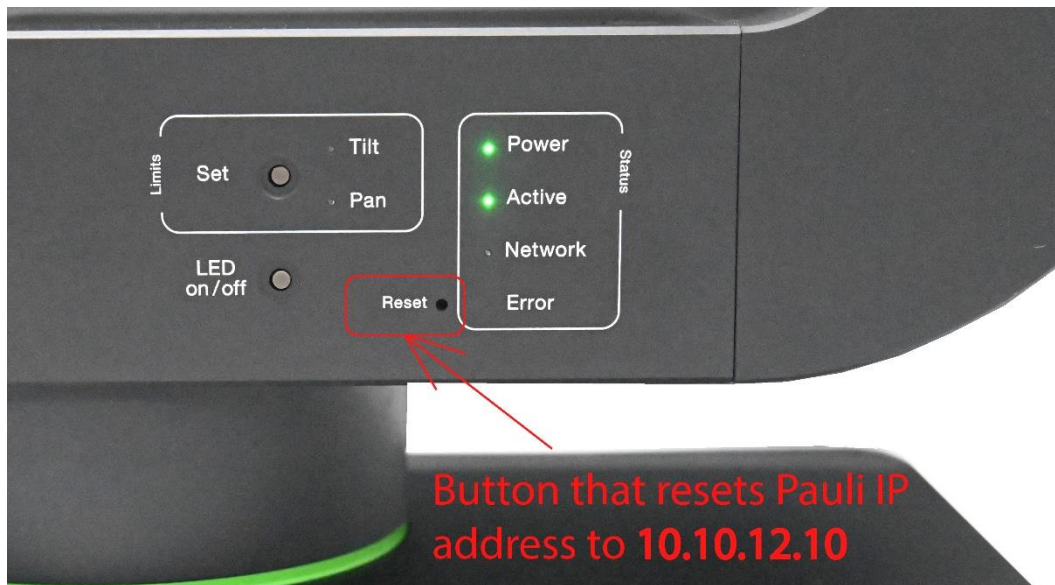 Limits
Set
Tilt
Pan
LED
on/off
Reset
Status
Power
Active
Network
Error
Button that resets Pauli IP
address to 10.10.12.10